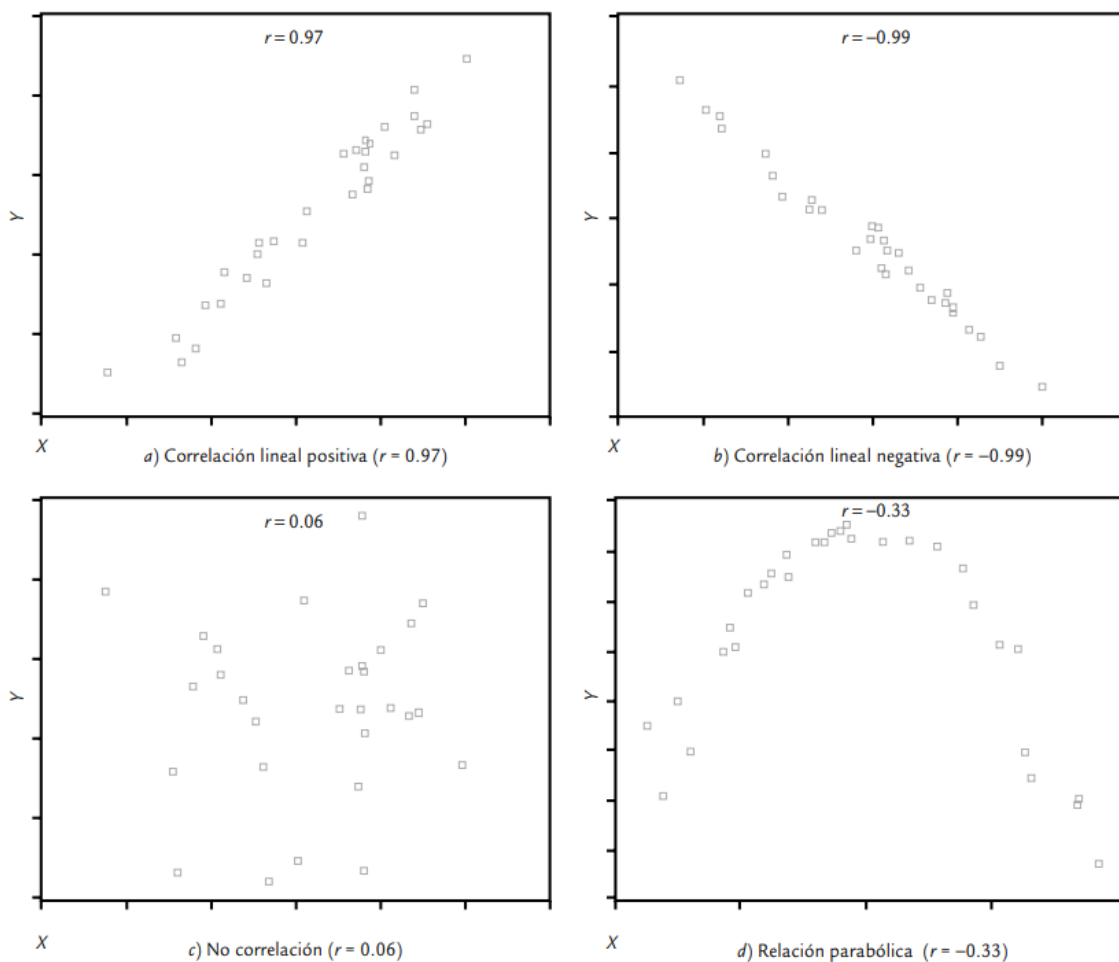 r = 0.97
Y
X
a) Correlación lineal positiva (r = 0.97)
r = –0.99
Y
X
b) Correlación lineal negativa (r = –0.99)
r = 0.06
Y
X
c) No correlación (r = 0.06)
r = –0.33
Y
X
d) Relación parabólica (r = –0.33)